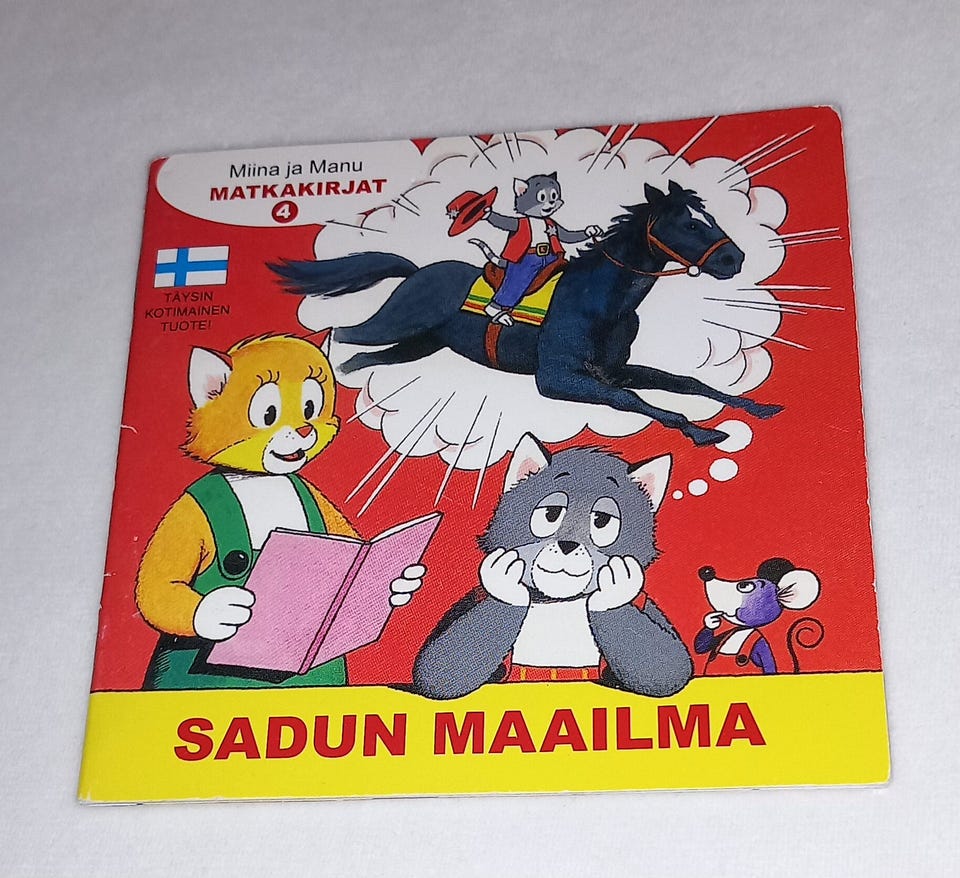 Miina ja Manu
MATKAKIRJAT
4
TÄYSIN
KOTIMAINEN
TUOTE!
SADUN MAAILMA